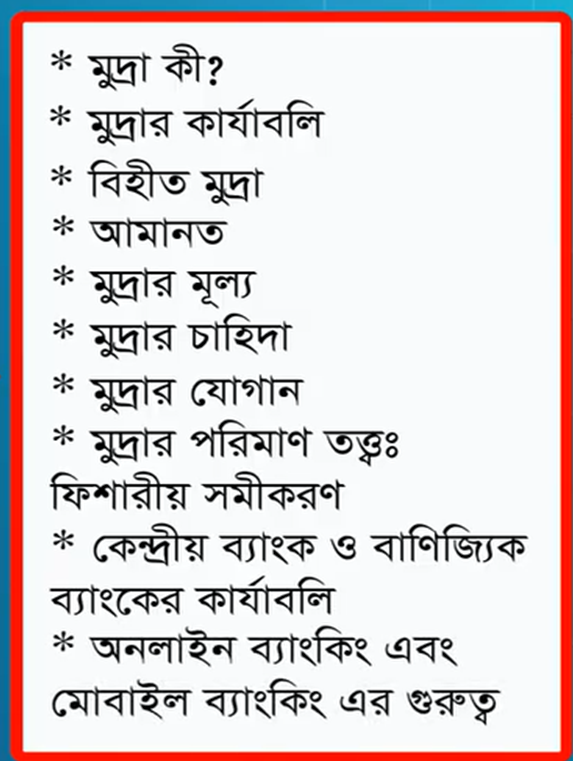 * মুদ্রা কী?
* মুদ্রার কার্যাবলি
* বিহীত মুদ্রা
* আমানত
* মুদ্রার মূল্য
* মুদ্রার চাহিদা
* মুদ্রার যোগান
* মুদ্রার পরিমাণ তত্ত্বঃ
ফিশারীয় সমীকরণ
* কেন্দ্রীয় ব্যাংক ও বাণিজ্যিক
ব্যাংকের কার্যাবলি
* অনলাইন ব্যাংকিং এবং
মোবাইল ব্যাংকিং এর গুরুত্ব